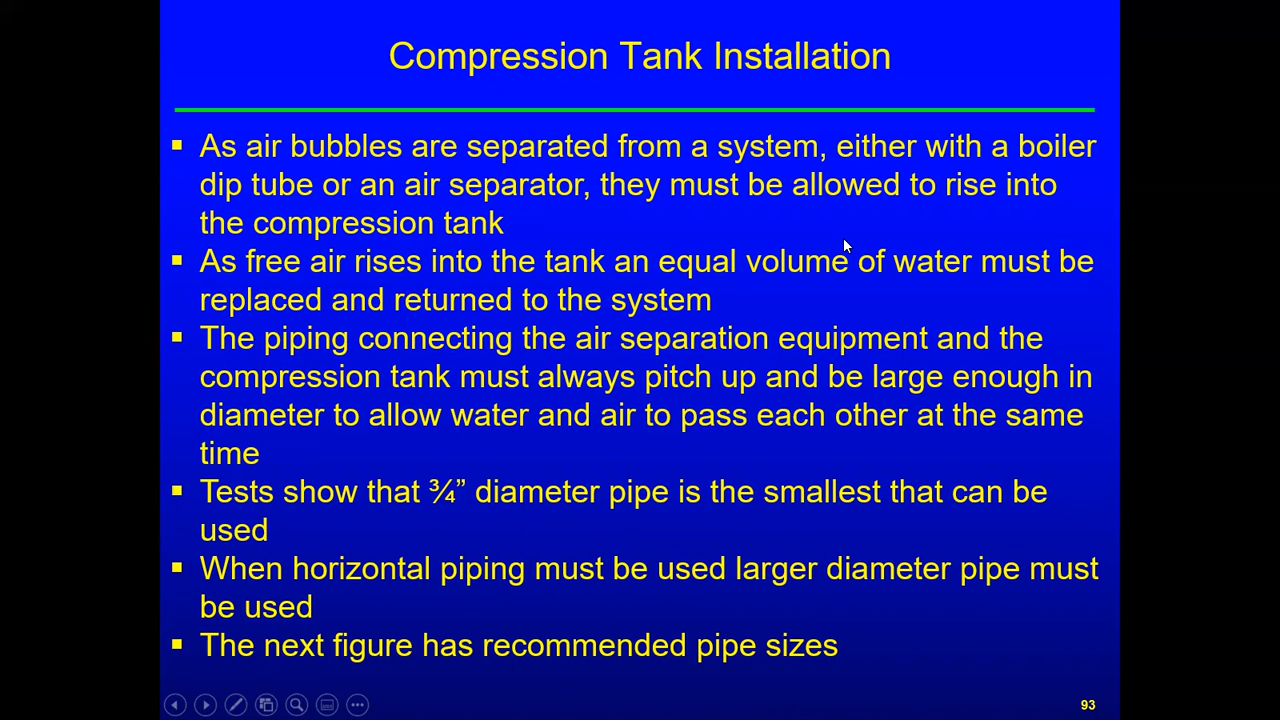 Compression Tank Installation
▪ As air bubbles are separated from a system, either with a boiler
dip tube or an air separator, they must be allowed to rise into
the compression tank
▪ As free air rises into the tank an equal volume of water must be
replaced and returned to the system
▪ The piping connecting the air separation equipment and the
compression tank must always pitch up and be large enough in
diameter to allow water and air to pass each other at the same
time
▪ Tests show that ¾” diameter pipe is the smallest that can be
used
▪ When horizontal piping must be used larger diameter pipe must
be used
▪ The next figure has recommended pipe sizes
93